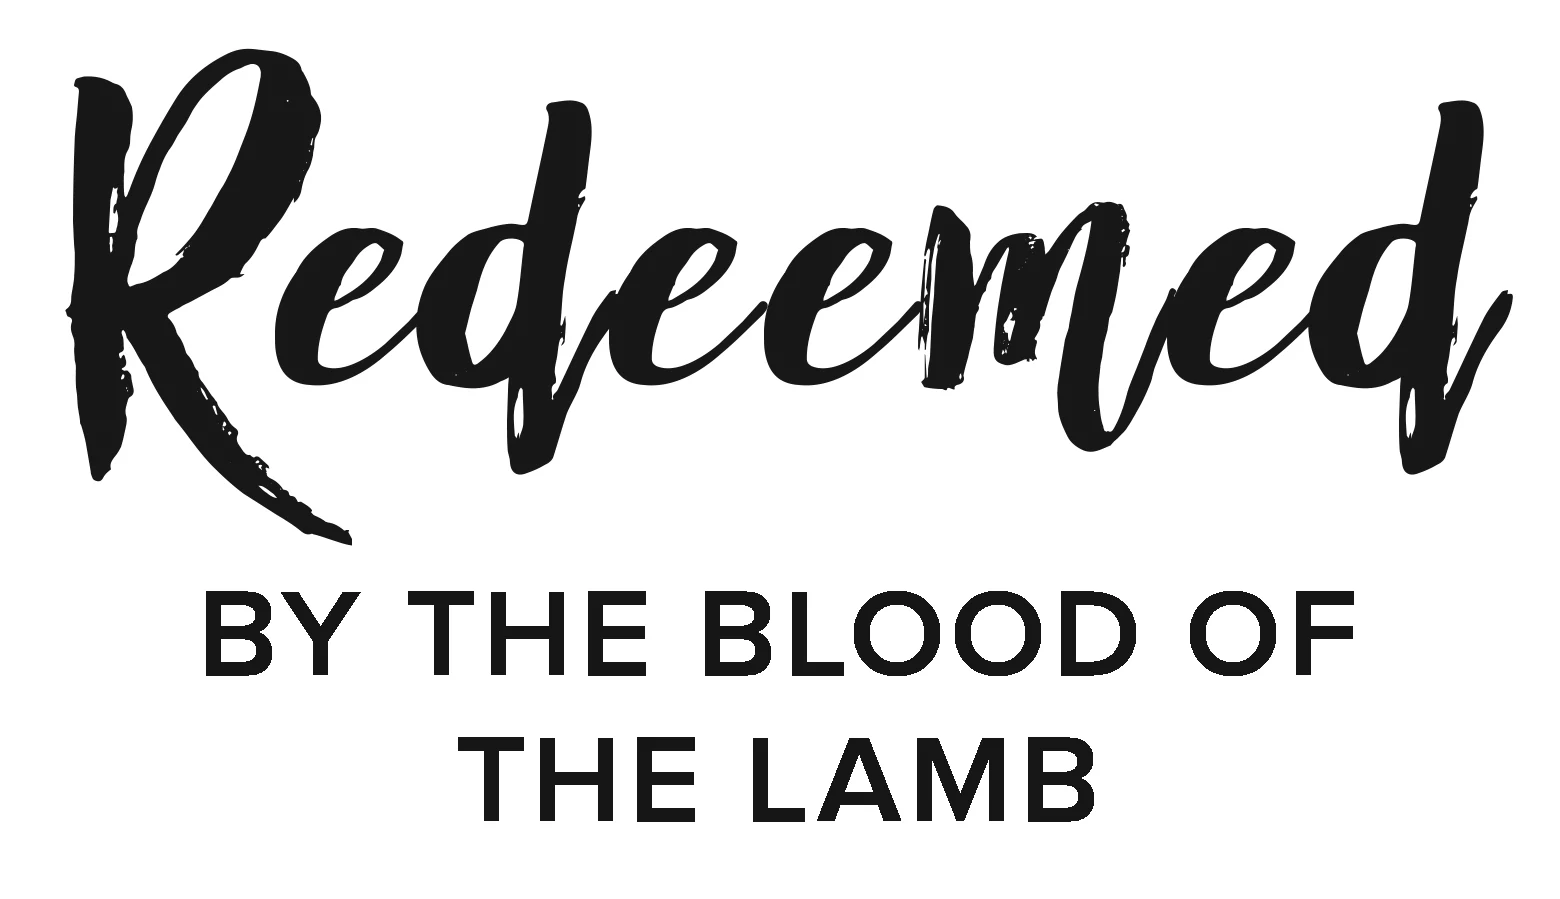 Redeemed
BY THE BLOOD OF
THE LAMB